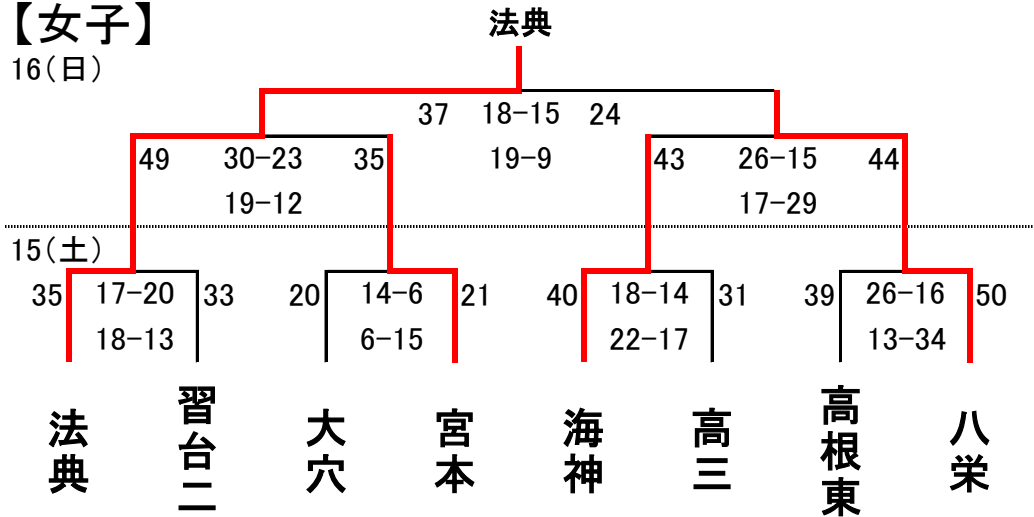 【女子】
法典
16(日)
37 18-15 24
49 30-23 35 19-9 43 26-15 44
19-12 17-29
15(土)
35 17-20 33 20 14-6 21 40 18-14 31 39 26-16 50
18-13 6-15 22-17 13-34
法典
習台二
大穴
宮本
海神
高三
高根東
八栄